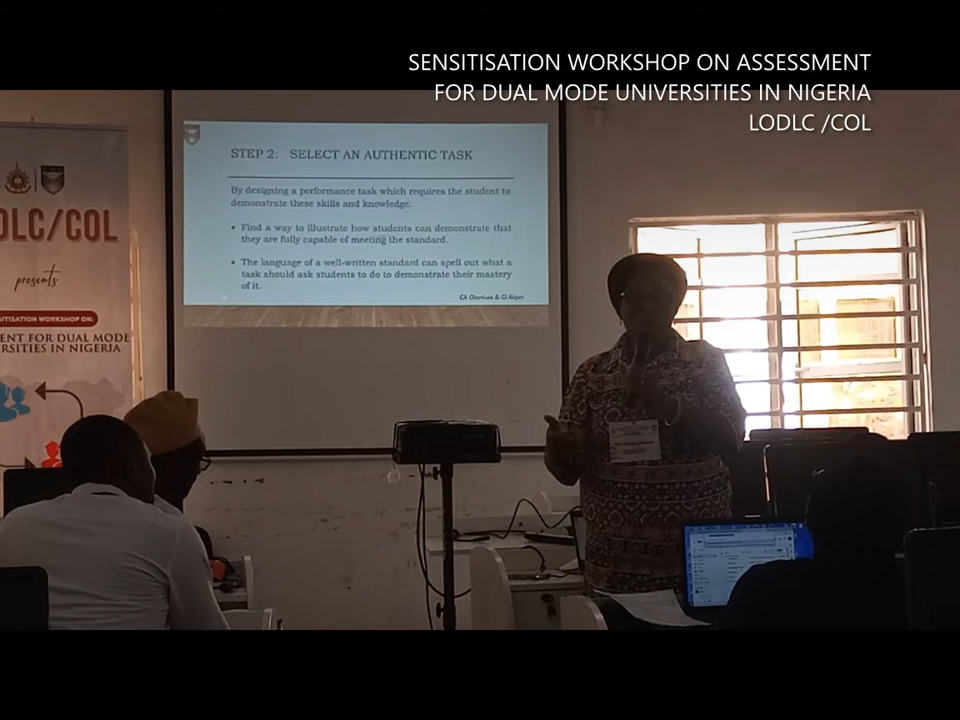 SENSITISATION WORKSHOP ON ASSESSMENT
FOR DUAL MODE UNIVERSITIES IN NIGERIA
LODLC /COL
STEP 2: SELECT AN AUTHENTIC TASK
By designing a performance task which requires the student to
demonstrate these skills and knowledge.
• Find a way to illustrate how students can demonstrate that
they are fully capable of meeting the standard.
• The language of a well-written standard can spell out what a
task should ask students to do to demonstrate their mastery
of it.
CA Okonkwo & GI Akper
DLC/COL
presents
SITISATION WORKSHOP ON:
ENT FOR DUAL MODE
RSITIES IN NIGERIA